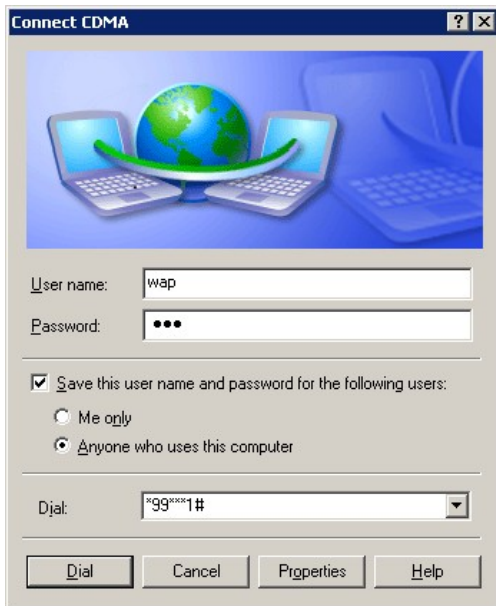 Connect CDMA
User name: wap
Password: •••
Save this user name and password for the following users:
Me only
Anyone who uses this computer
Dial: *99***1#
Dial Cancel Properties Help